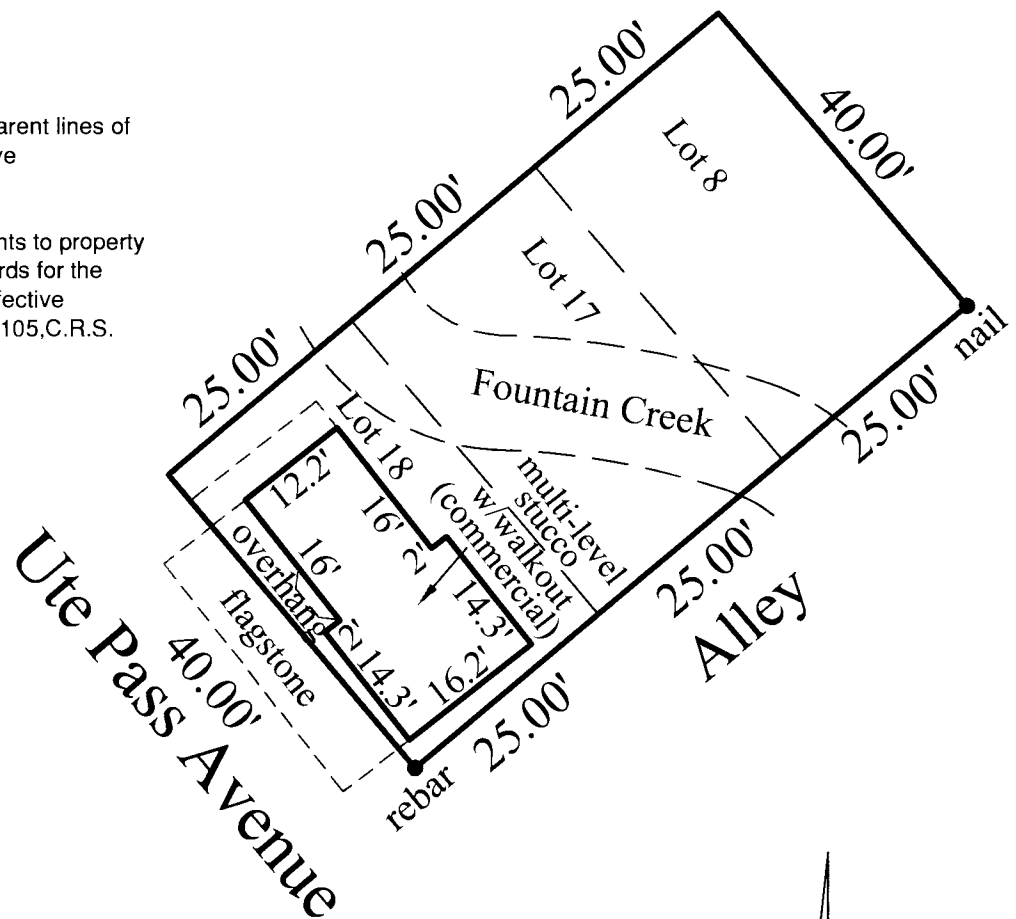 arent lines of
ve
nts to property
rds for the
fective
105,C.R.S.
25.00'
25.00'
25.00'
40.00'
Lot 8
Lot 17
Lot 18
Fountain Creek
nail
25.00'
25.00'
25.00'
Alley
multi-level
stucco
w/walkout
(commercial)
12.2'
16'
2'
14.3'
16.2'
14.3'
2'
16'
overhang
flagstone
40.00'
Ute Pass Avenue
rebar